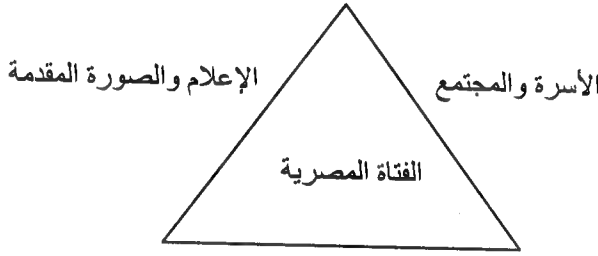 الأسرة والمجتمع
الإعلام والصورة المقدمة
الفتاة المصرية